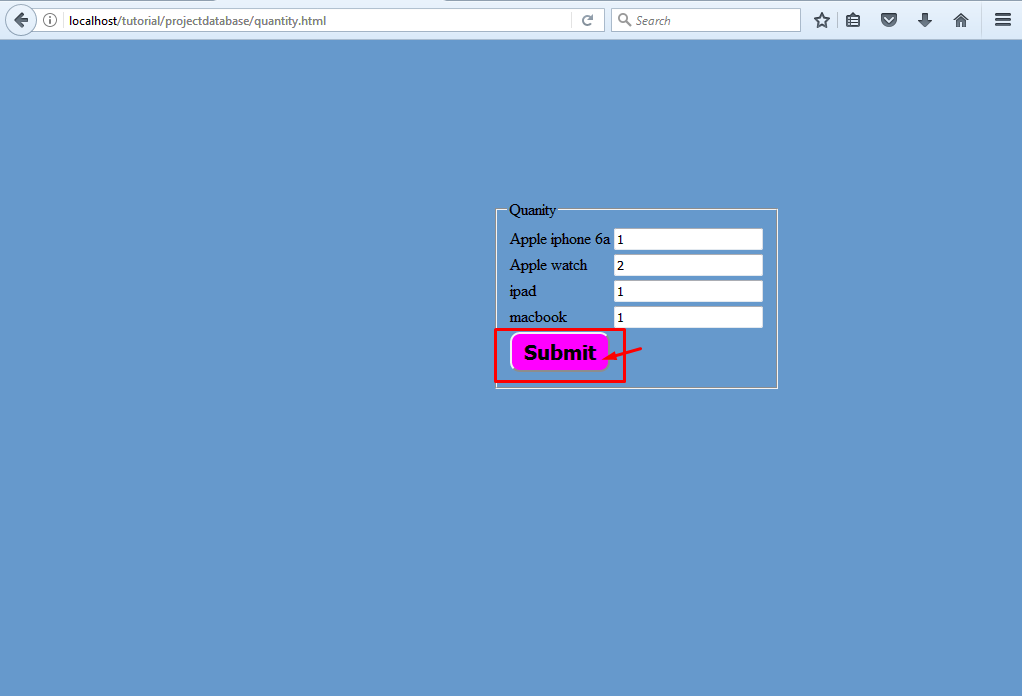 localhost/tutorial/projectdatabase/quantity.html
Search
Quanity
Apple iphone 6a 1
Apple watch 2
ipad 1
macbook 1
Submit